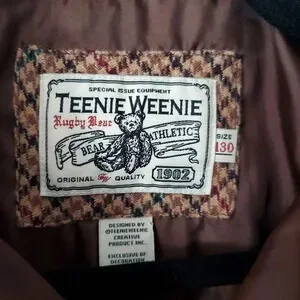 SPECIAL ISSUE EQUIPMENT
TEENIE WEENIE
Rugby Bear
BEAR ATHLETIC
SIZE
130
ORIGINAL TW QUALITY 1902
DESIGNED BY
©TEENIEWEENIE
CREATIVE
PRODUCT INC.
EXCLUSIVE OF
DECORATION